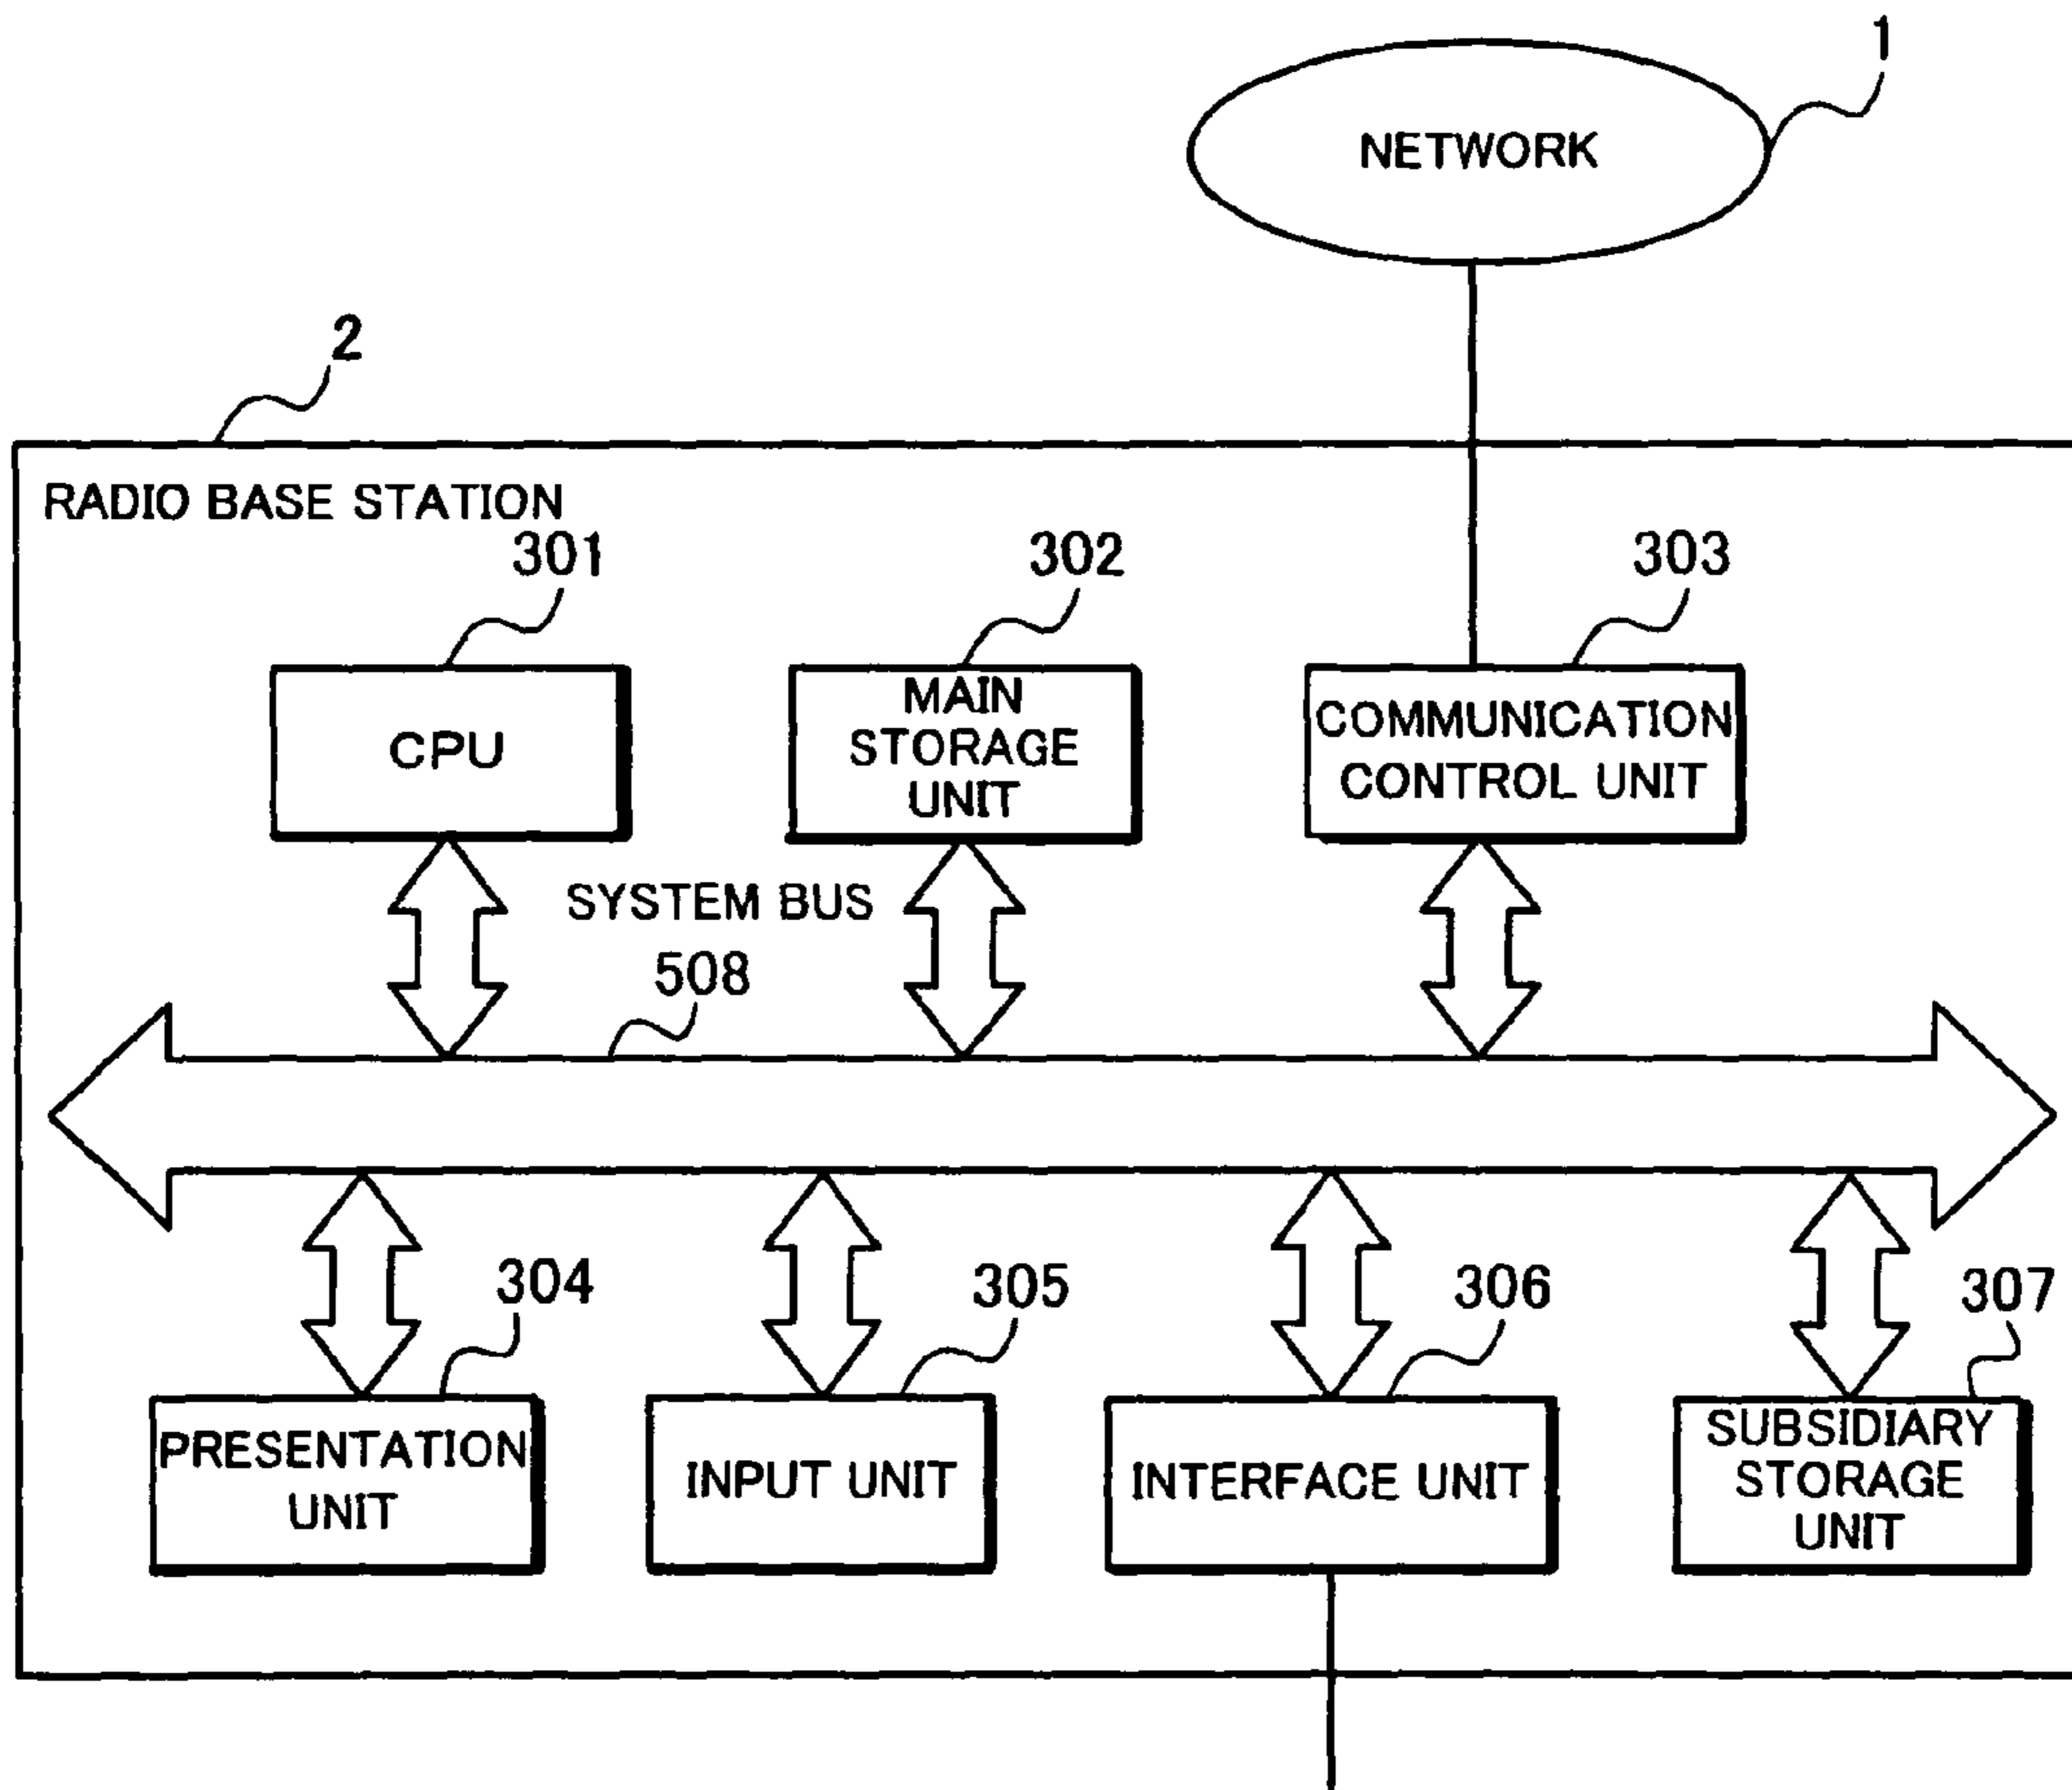 1
NETWORK
2
RADIO BASE STATION
301
302
303
CPU
MAIN
STORAGE
UNIT
COMMUNICATION
CONTROL UNIT
SYSTEM BUS
508
304
305
306
307
PRESENTATION
UNIT
INPUT UNIT
INTERFACE UNIT
SUBSIDIARY
STORAGE
UNIT